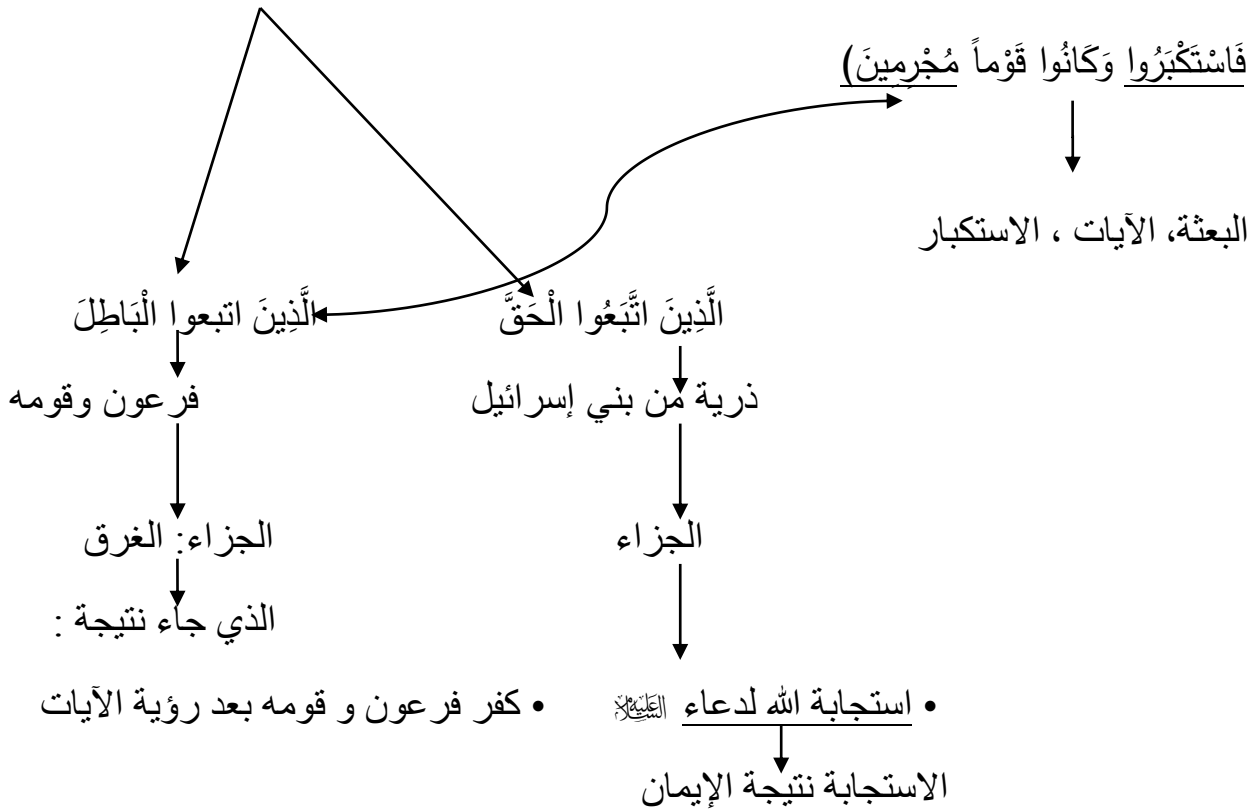 فَاسْتَكْبَرُوا وَكَانُوا قَوْماً مُجْرِمِينَ)
البعثة، الآيات ، الاستكبار
الَّذِينَ اتَّبَعُوا الْحَقَّ
الَّذِينَ اتبعوا الْبَاطِلَ
ذرية من بني إسرائيل
فرعون وقومه
الجزاء
الجزاء: الغرق
الذي جاء نتيجة :
• استجابة الله لدعاء عليه السلام
• كفر فرعون و قومه بعد رؤية الآيات
الاستجابة نتيجة الإيمان